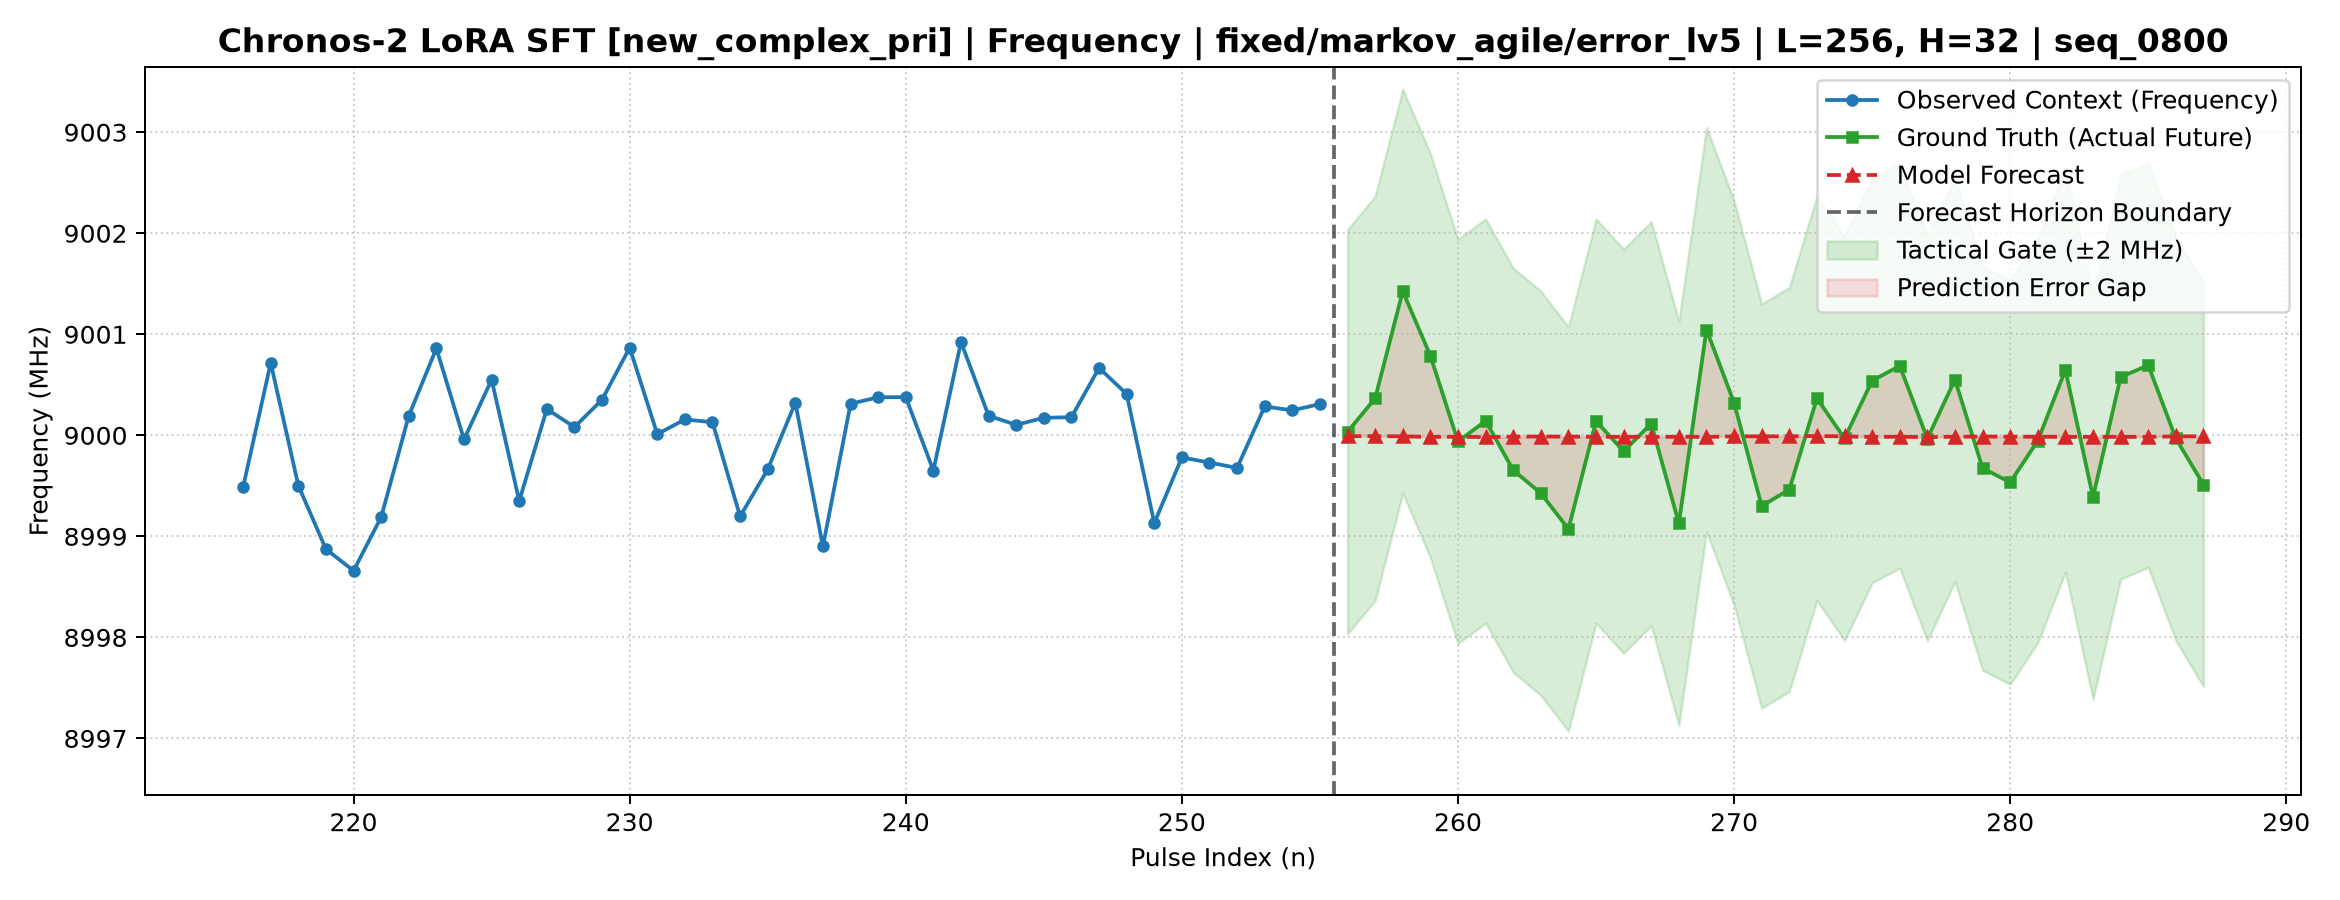 Chronos-2 LoRA SFT [new_complex_pri] | Frequency | fixed/markov_agile/error_lv5 | L=256, H=32 | seq_0800
Observed Context (Frequency)
Ground Truth (Actual Future)
Model Forecast
Forecast Horizon Boundary
Tactical Gate (±2 MHz)
Prediction Error Gap
Frequency (MHz)
9003
9002
9001
9000
8999
8998
8997
220
230
240
250
260
270
280
290
Pulse Index (n)